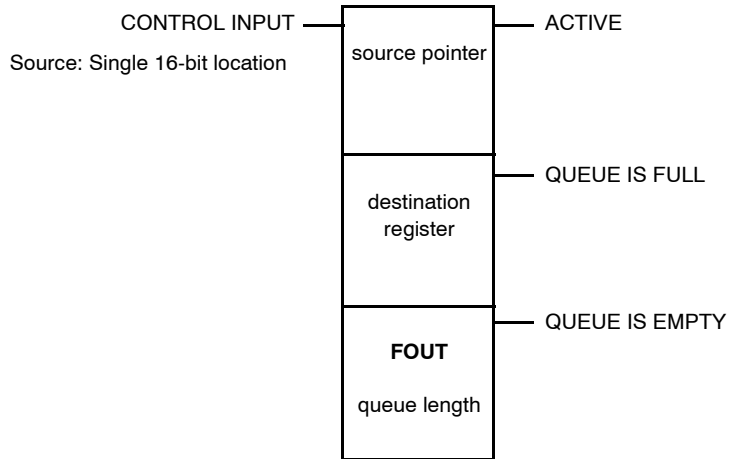 CONTROL INPUT
source pointer
ACTIVE
Source: Single 16-bit location
destination
register
QUEUE IS FULL
FOUT
queue length
QUEUE IS EMPTY